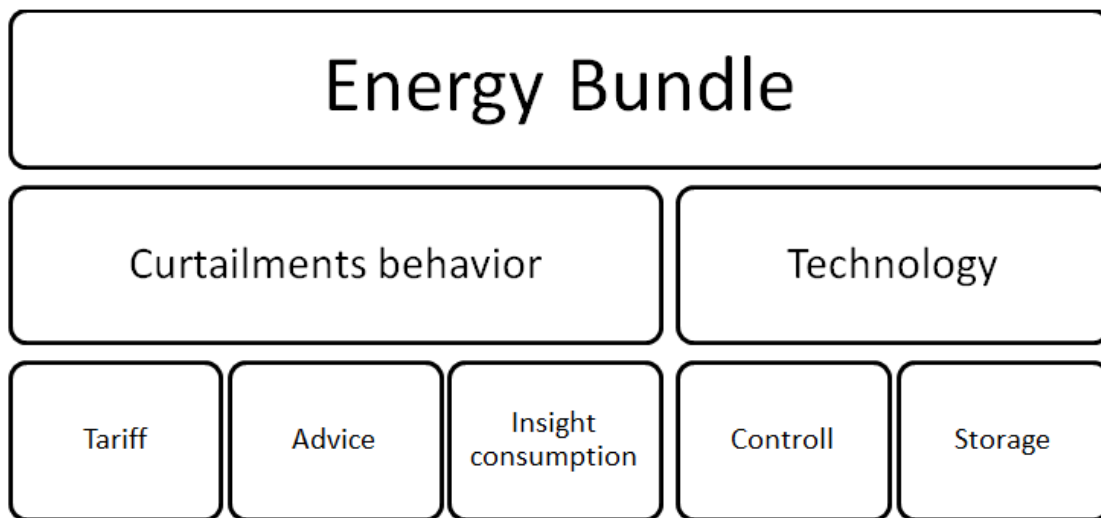 Energy Bundle
Curtailments behavior
Technology
Tariff
Advice
Insight
consumption
Controll
Storage